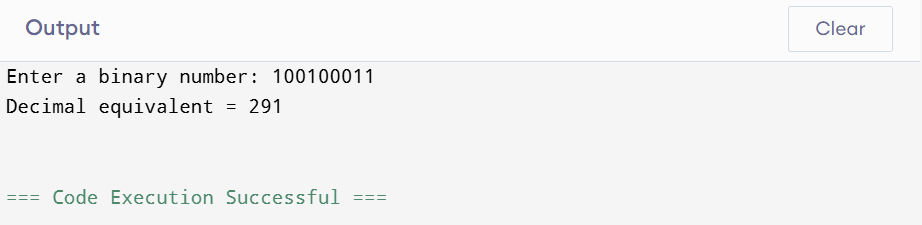 Output
Clear
Enter a binary number: 100100011
Decimal equivalent = 291
=== Code Execution Successful ===